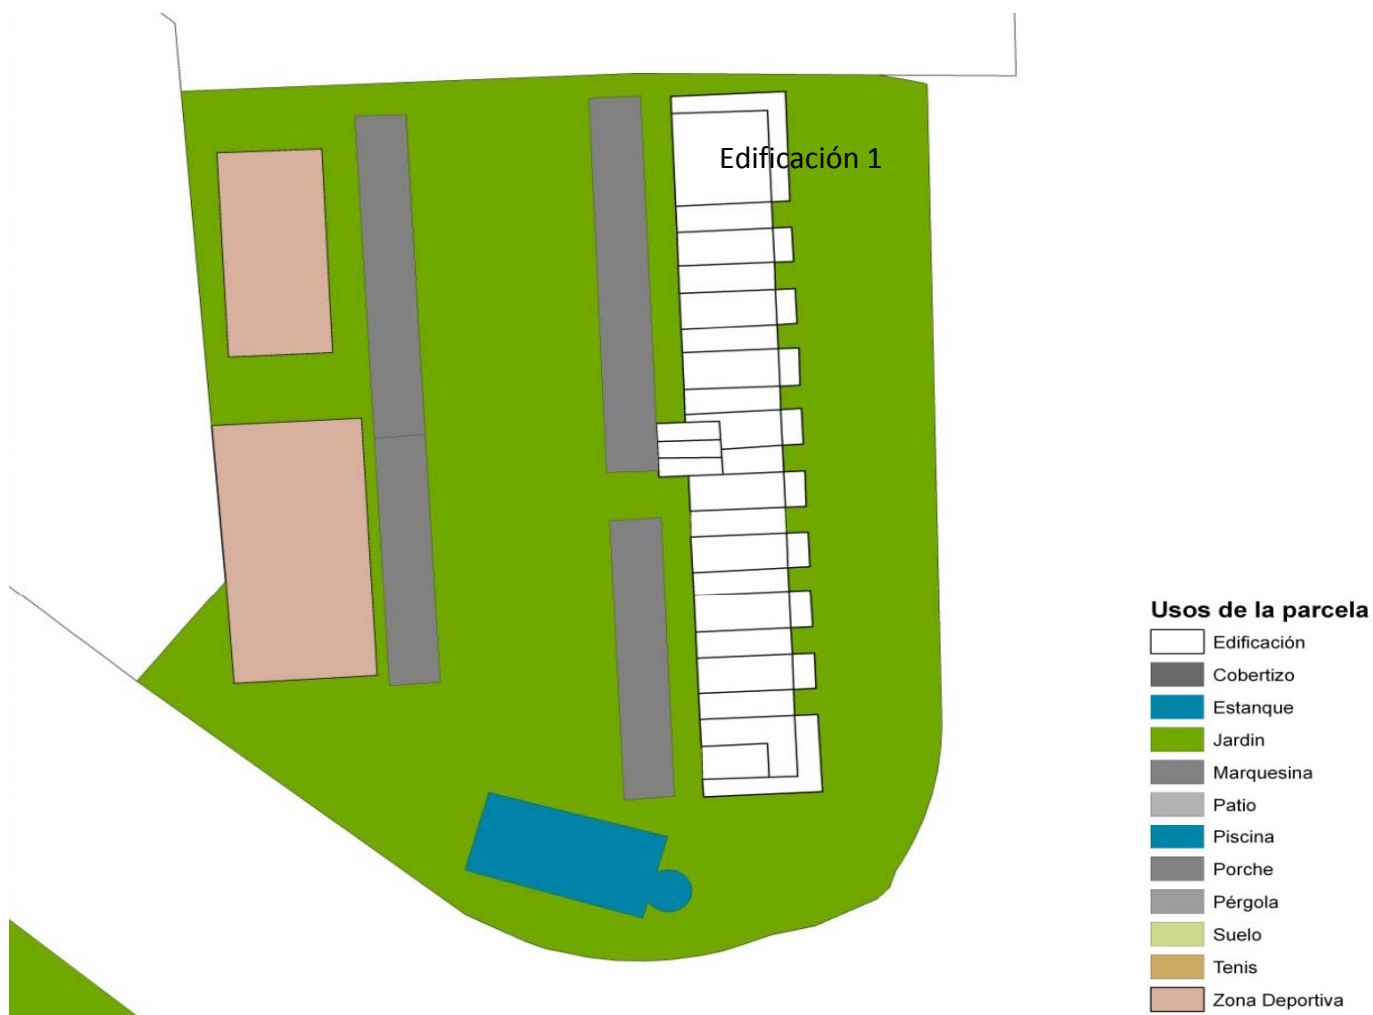 Edificación 1
Usos de la parcela
Edificación
Cobertizo
Estanque
Jardin
Marquesina
Patio
Piscina
Porche
Pérgola
Suelo
Tenis
Zona Deportiva